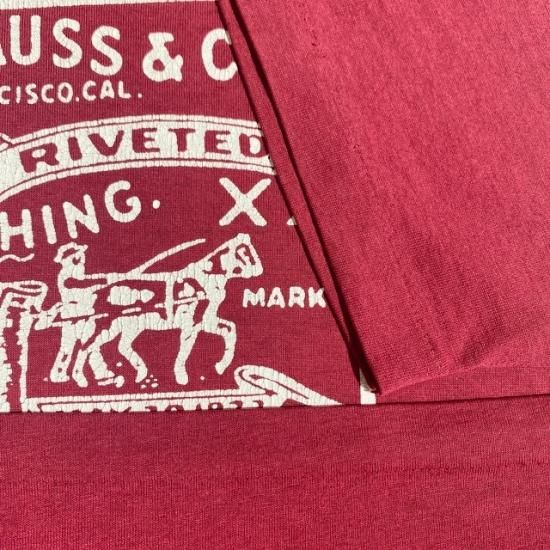 AUSS & C
CISCO.CAL.
RIVETED
HING. X
MARK